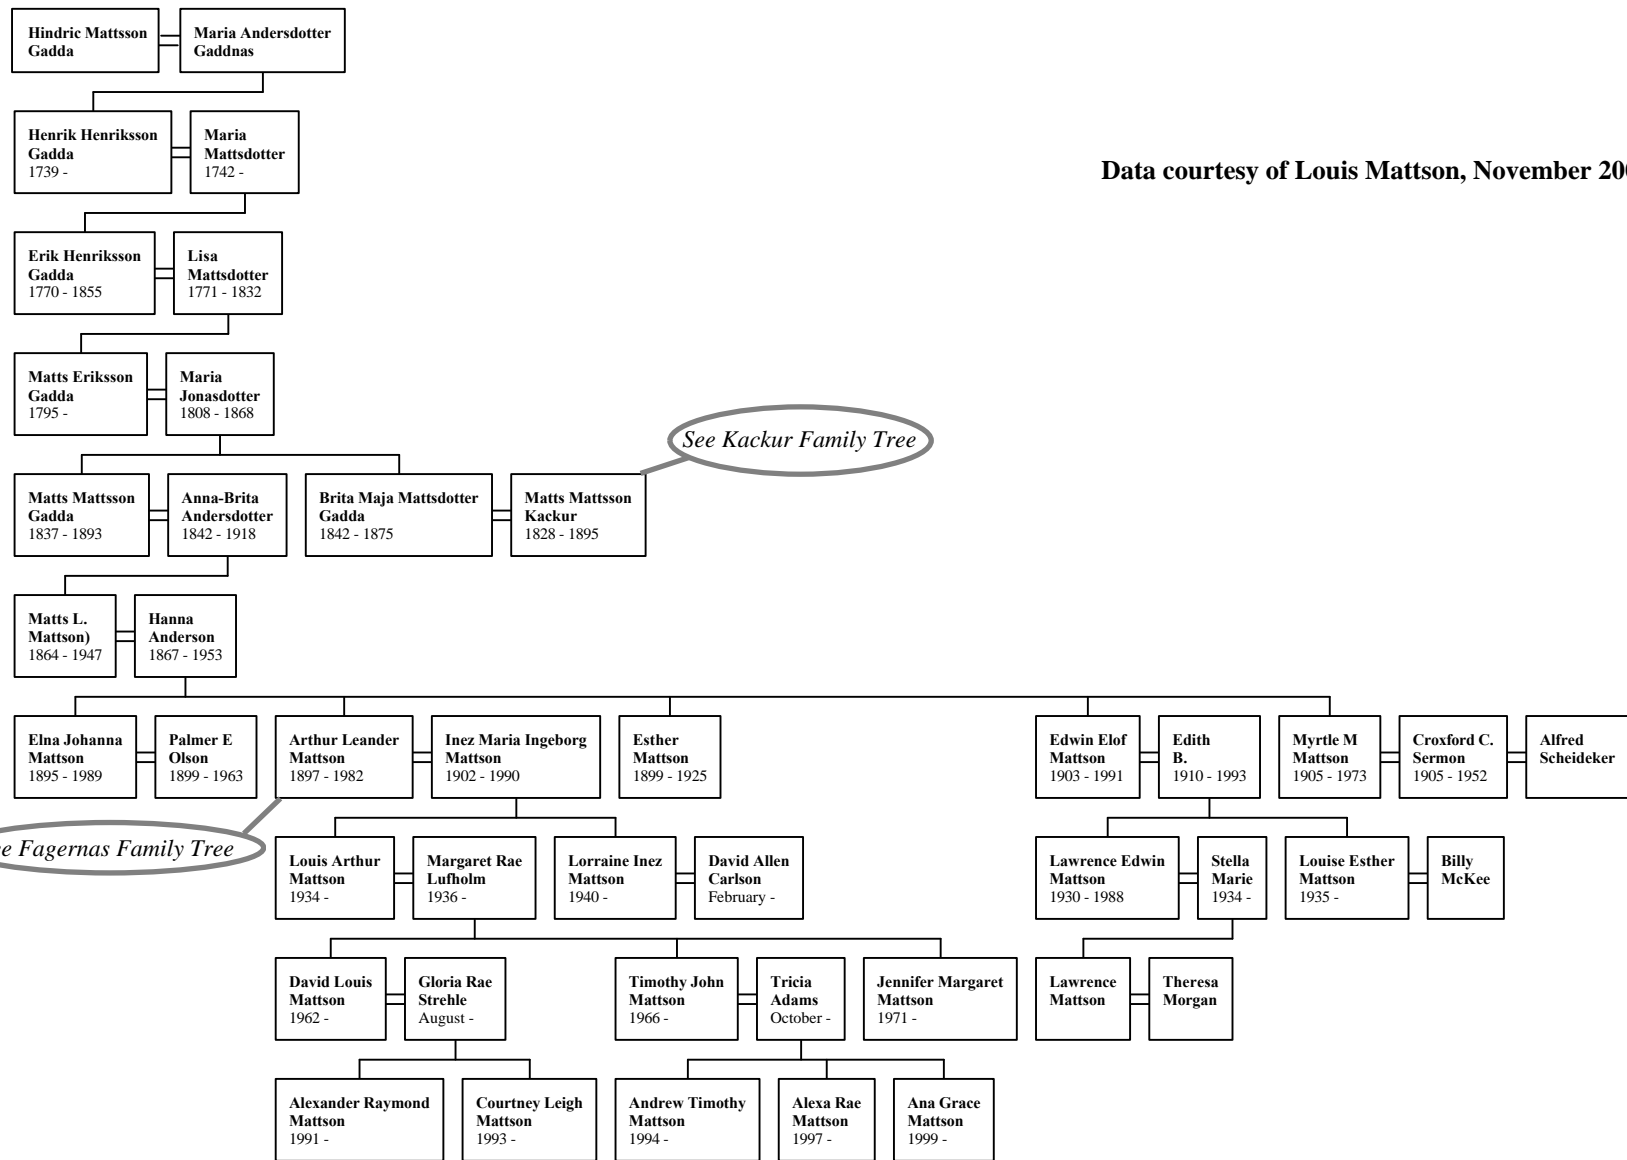 Hindric Mattsson
Gadda
Maria Andersdotter
Gaddnas
Henrik Henriksson
Gadda
1739 -
Maria
Mattsdotter
1742 -
Data courtesy of Louis Mattson, November
Erik Henriksson
Gadda
1770 - 1855
Lisa
Mattsdotter
1771 - 1832
Matts Eriksson
Gadda
1795 -
Maria
Jonasdotter
1808 - 1868
See Kackur Family Tree
Matts Mattsson
Gadda
1837 - 1893
Anna-Brita
Andersdotter
1842 - 1918
Brita Maja Mattsdotter
Gadda
1842 - 1875
Matts Mattsson
Kackur
1828 - 1895
Matts L.
Mattson)
1864 - 1947
Hanna
Anderson
1867 - 1953
Elna Johanna
Mattson
1895 - 1989
Palmer E
Olson
1899 - 1963
Arthur Leander
Mattson
1897 - 1982
Inez Maria Ingeborg
Mattson
1902 - 1990
Esther
Mattson
1899 - 1925
Edwin Elof
Mattson
1903 - 1991
Edith
B.
1910 - 1993
Myrtle M
Mattson
1905 - 1973
Croxford C.
Sermon
1905 - 1952
Alfred
Scheideker
Fagernas Family Tree
Louis Arthur
Mattson
1934 -
Margaret Rae
Lufholm
1936 -
Lorraine Inez
Mattson
1940 -
David Allen
Carlson
February -
Lawrence Edwin
Mattson
1930 - 1988
Stella
Marie
1934 -
Louise Esther
Mattson
1935 -
Billy
McKee
David Louis
Mattson
1962 -
Gloria Rae
Strehle
August -
Timothy John
Mattson
1966 -
Tricia
Adams
October -
Jennifer Margaret
Mattson
1971 -
Lawrence
Mattson
Theresa
Morgan
Alexander Raymond
Mattson
1991 -
Courtney Leigh
Mattson
1993 -
Andrew Timothy
Mattson
1994 -
Alexa Rae
Mattson
1997 -
Ana Grace
Mattson
1999 -